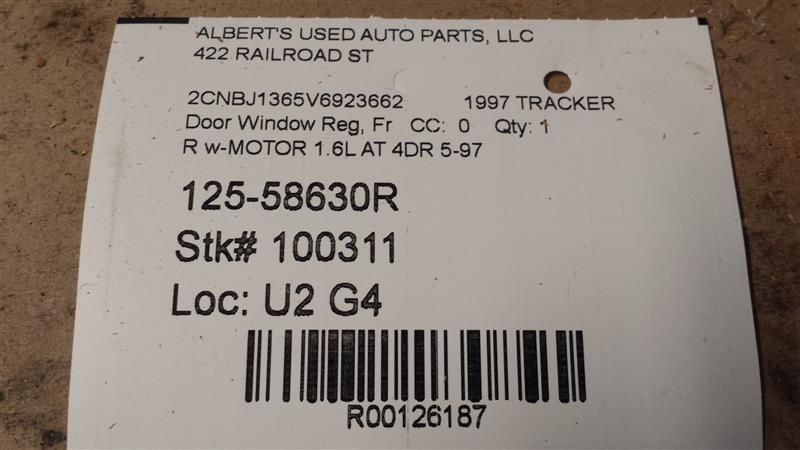 ALBERT'S USED AUTO PARTS, LLC
422 RAILROAD ST
2CNBJ1365V6923662 1997 TRACKER
Door Window Reg, Fr CC: 0 Qty: 1
R w-MOTOR 1.6L AT 4DR 5-97
125-58630R
Stk# 100311
Loc: U2 G4
R00126187